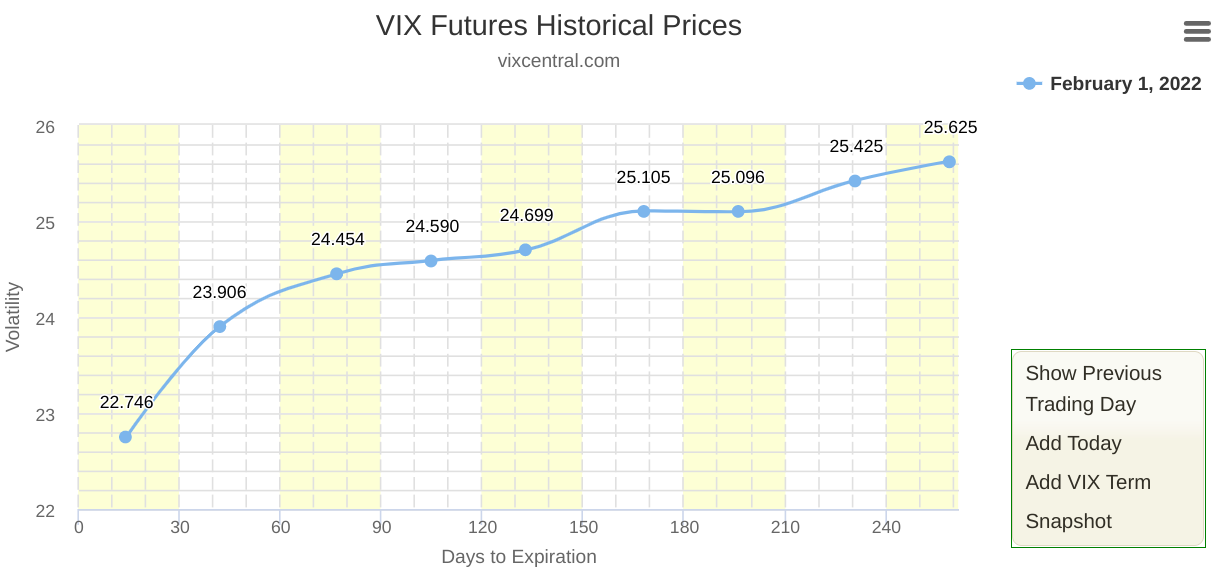 VIX Futures Historical Prices
vixcentral.com
February 1, 2022
26
25
24
23
22
Volatility
22.746
23.906
24.454
24.590
24.699
25.105
25.096
25.425
25.625
0 30 60 90 120 150 180 210 240
Days to Expiration
Show Previous
Trading Day
Add Today
Add VIX Term
Snapshot